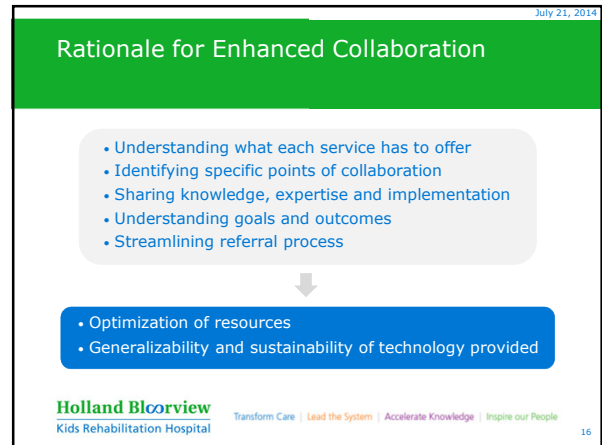 July 21, 2014
Rationale for Enhanced Collaboration
• Understanding what each service has to offer
• Identifying specific points of collaboration
• Sharing knowledge, expertise and implementation
• Understanding goals and outcomes
• Streamlining referral process
• Optimization of resources
• Generalizability and sustainability of technology provided
Holland Bloorview
Kids Rehabilitation Hospital
Transform Care | Lead the System | Accelerate Knowledge | Inspire our People
16